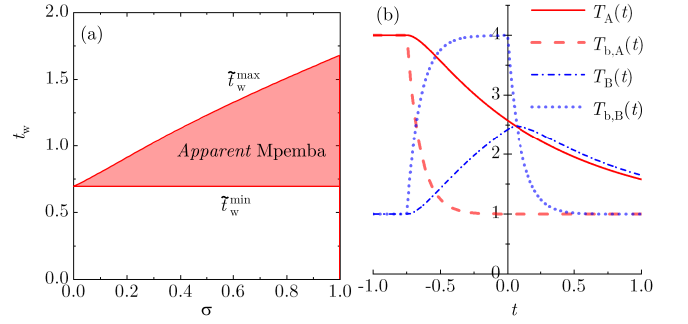 (a)
2.0
1.5
1.0
0.5
0.0
t_w
t̃_w^max
Apparent Mpemba
t̃_w^min
0.0 0.2 0.4 0.6 0.8 1.0
σ
(b)
T_A(t)
T_b,A(t)
T_B(t)
T_b,B(t)
5
4
3
2
1
0
-1.0 -0.5 0.0 0.5 1.0
t